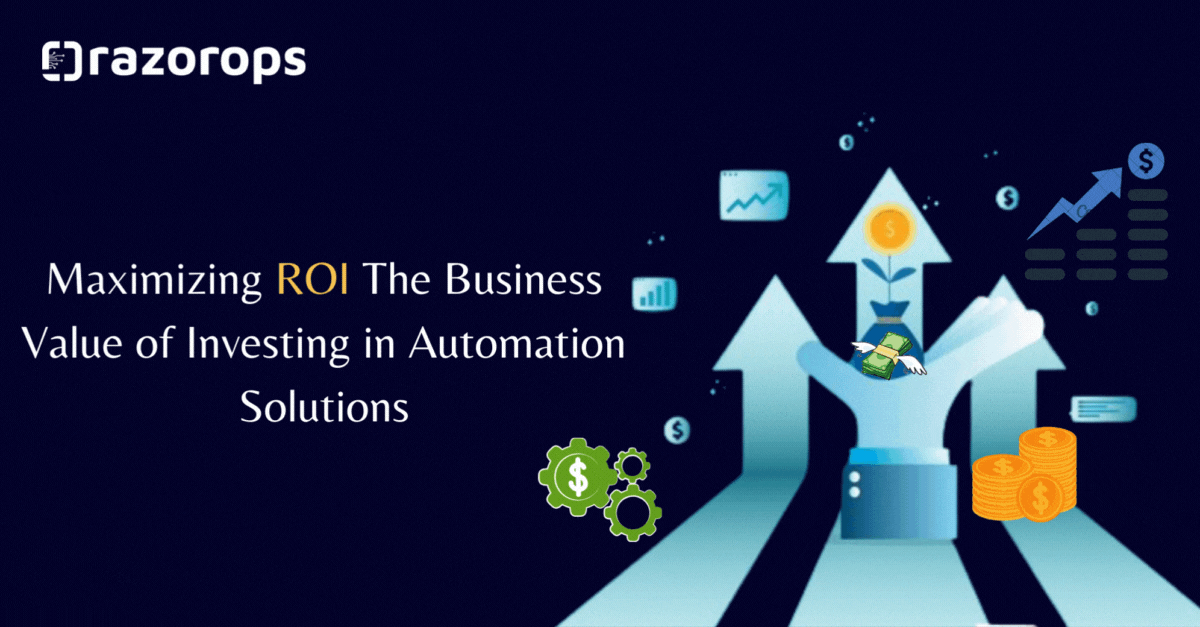 razorops
Maximizing ROI The Business
Value of Investing in Automation
Solutions